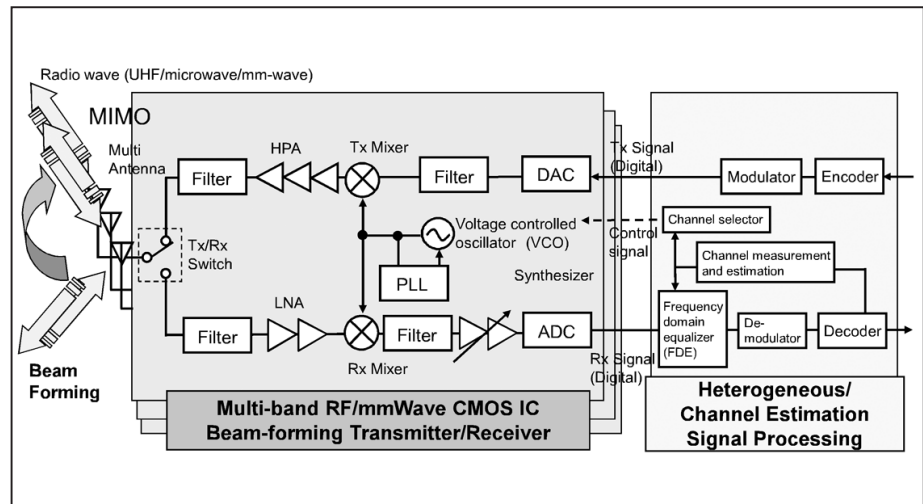 Radio wave (UHF/microwave/mm-wave)
MIMO
Multi
Antenna
HPA
Tx Mixer
Filter
Filter
DAC
Tx Signal
(Digital)
Modulator
Encoder
Tx/Rx
Switch
Voltage controlled
oscillator (VCO)
PLL
Synthesizer
Control
signal
Channel selector
Channel measurement
and estimation
LNA
Filter
Rx Mixer
Filter
ADC
Rx Signal
(Digital)
Frequency
domain
equalizer
(FDE)
De-
modulator
Decoder
Beam
Forming
Multi-band RF/mmWave CMOS IC
Beam-forming Transmitter/Receiver
Heterogeneous/
Channel Estimation
Signal Processing